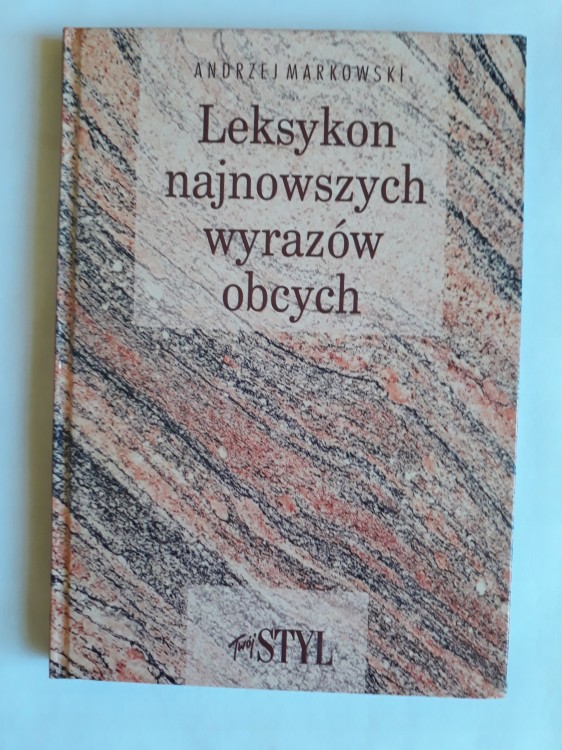 ANDRZEJ MARKOWSKI
Leksykon
najnowszych
wyrazów
obcych
Twój STYL